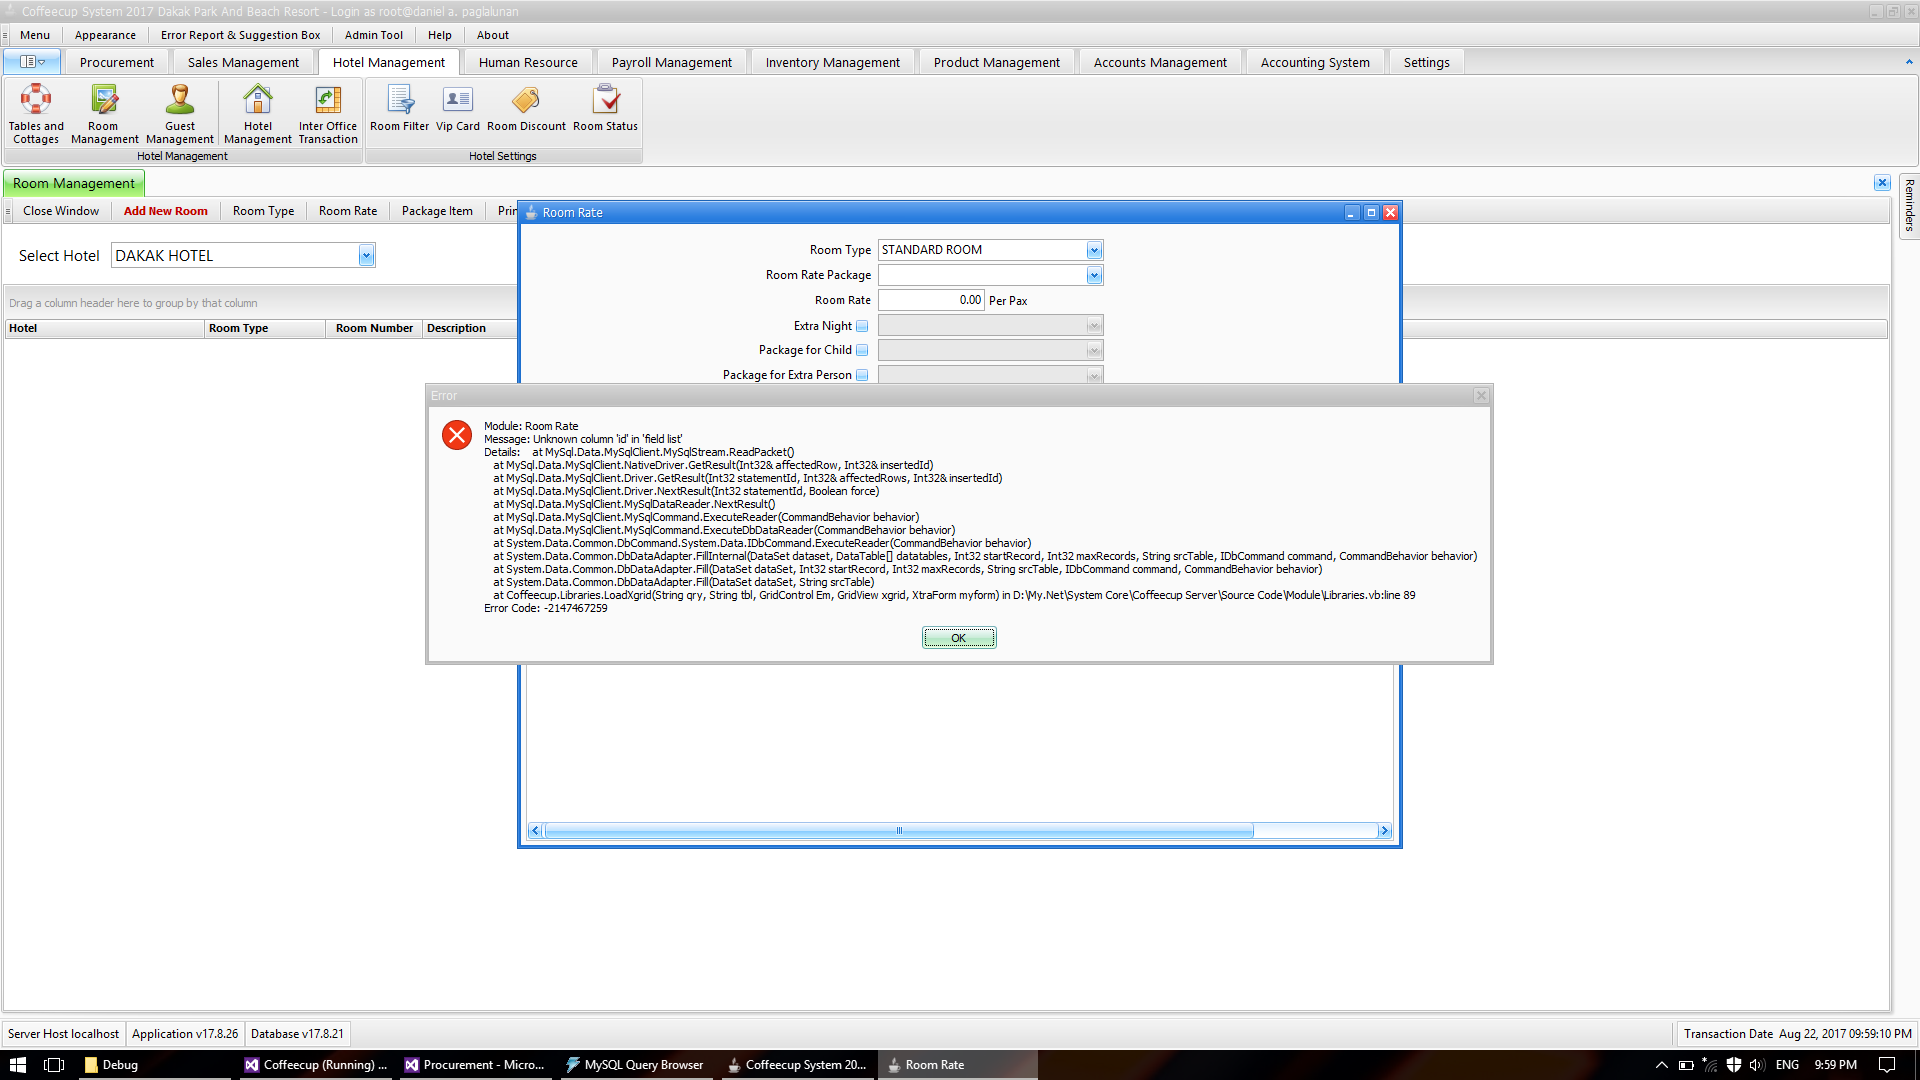 Coffeecup System 2017 Dakak Park And Beach Resort - Login as root@daniel a. paglalunan
Menu Appearance Error Report & Suggestion Box Admin Tool Help About
Procurement Sales Management Hotel Management Human Resource Payroll Management Inventory Management Product Management Accounts Management Accounting System Settings
Tables and Cottages
Room Management
Guest Management
Hotel Management
Inter Office Transaction
Room Filter
Vip Card
Room Discount
Room Status
Hotel Management
Hotel Settings
Room Management
Reminders
Close Window Add New Room Room Type Room Rate Package Item Prin
Room Rate
Select Hotel DAKAK HOTEL
Room Type STANDARD ROOM
Room Rate Package
Room Rate 0.00 Per Pax
Extra Night
Package for Child
Package for Extra Person
Drag a column header here to group by that column
Hotel Room Type Room Number Description
Error
Module: Room Rate
Message: Unknown column 'id' in 'field list'
Details: at MySql.Data.MySqlClient.MySqlStream.ReadPacket()
at MySql.Data.MySqlClient.NativeDriver.GetResult(Int32& affectedRow, Int32& insertedId)
at MySql.Data.MySqlClient.Driver.GetResult(Int32 statementId, Int32& affectedRows, Int32& insertedId)
at MySql.Data.MySqlClient.Driver.NextResult(Int32 statementId, Boolean force)
at MySql.Data.MySqlClient.MySqlDataReader.NextResult()
at MySql.Data.MySqlClient.MySqlCommand.ExecuteReader(CommandBehavior behavior)
at MySql.Data.MySqlClient.MySqlCommand.ExecuteDbDataReader(CommandBehavior behavior)
at System.Data.Common.DbCommand.System.Data.IDbCommand.ExecuteReader(CommandBehavior behavior)
at System.Data.Common.DbDataAdapter.FillInternal(DataSet dataset, DataTable[] datatables, Int32 startRecord, Int32 maxRecords, String srcTable, IDbCommand command, CommandBehavior behavior)
at System.Data.Common.DbDataAdapter.Fill(DataSet dataSet, Int32 startRecord, Int32 maxRecords, String srcTable, IDbCommand command, CommandBehavior behavior)
at System.Data.Common.DbDataAdapter.Fill(DataSet dataSet, String srcTable)
at Coffeecup.Libraries.LoadXgrid(String qry, String tbl, GridControl Em, GridView xgrid, XtraForm myform) in D:\My.Net\System Core\Coffeecup Server\Source Code\Module\Libraries.vb:line 89
Error Code: -2147467259
OK
Server Host localhost Application v17.8.26 Database v17.8.21 Transaction Date Aug 22, 2017 09:59:10 PM
Debug Coffeecup (Running) ... Procurement - Micro... MySQL Query Browser Coffeecup System 20... Room Rate ENG 9:59 PM